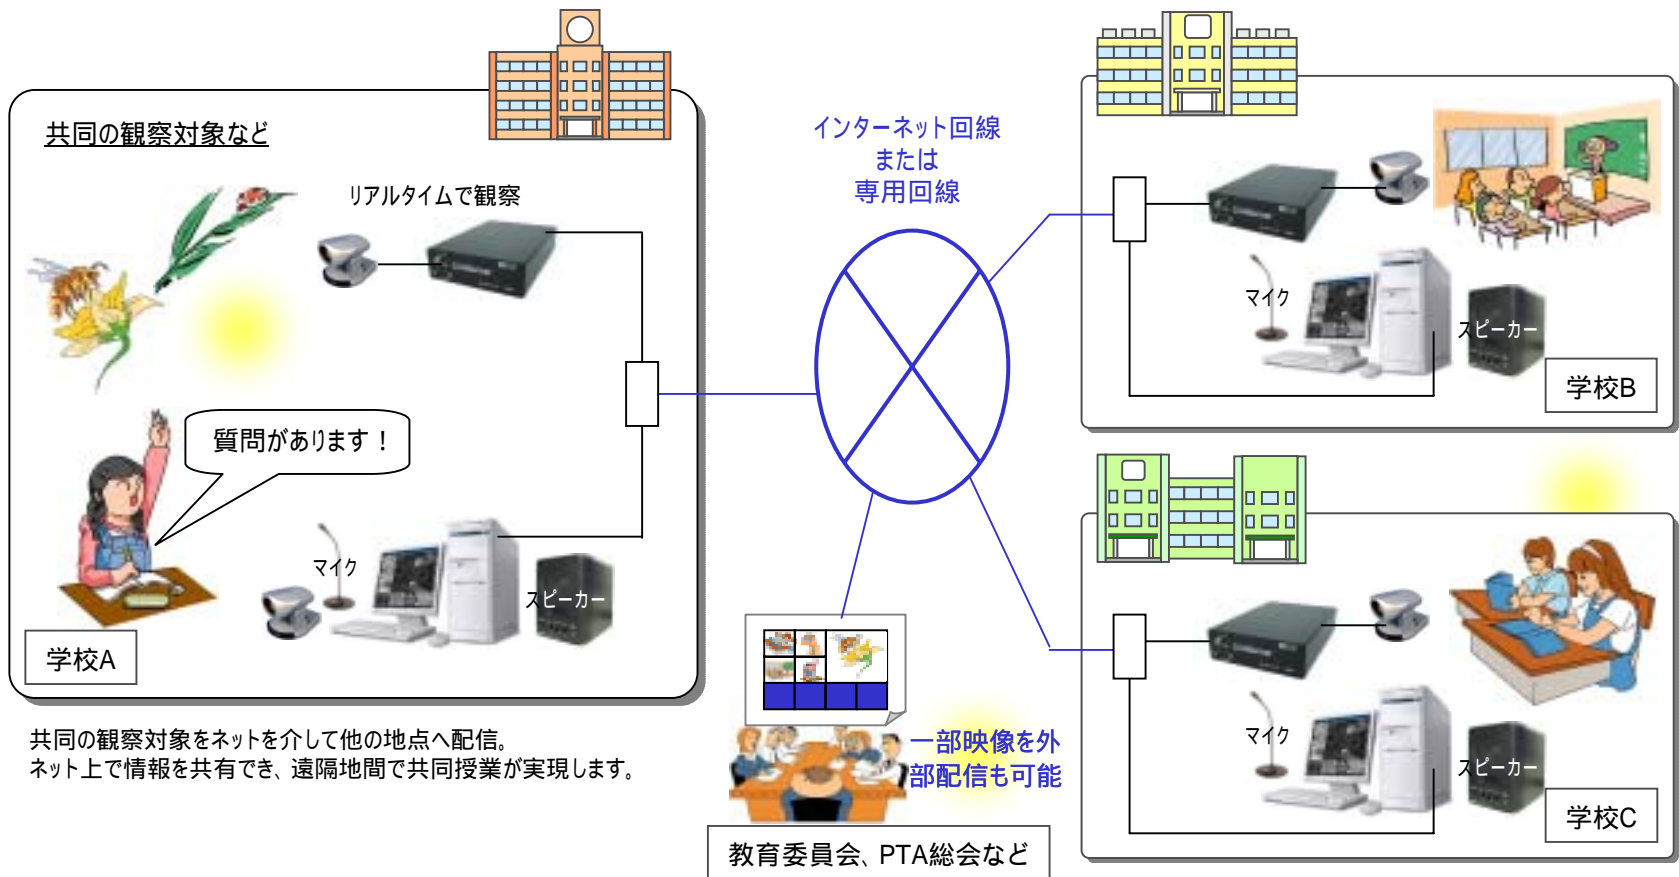 共同の観察対象など
リアルタイムで観察
質問があります！
マイク
スピーカー
学校A
共同の観察対象をネットを介して他の地点へ配信。
ネット上で情報を共有でき、遠隔地間で共同授業が実現します。
インターネット回線
または
専用回線
一部映像を外
部配信も可能
教育委員会、PTA総会など
マイク
スピーカー
学校B
マイク
スピーカー
学校C